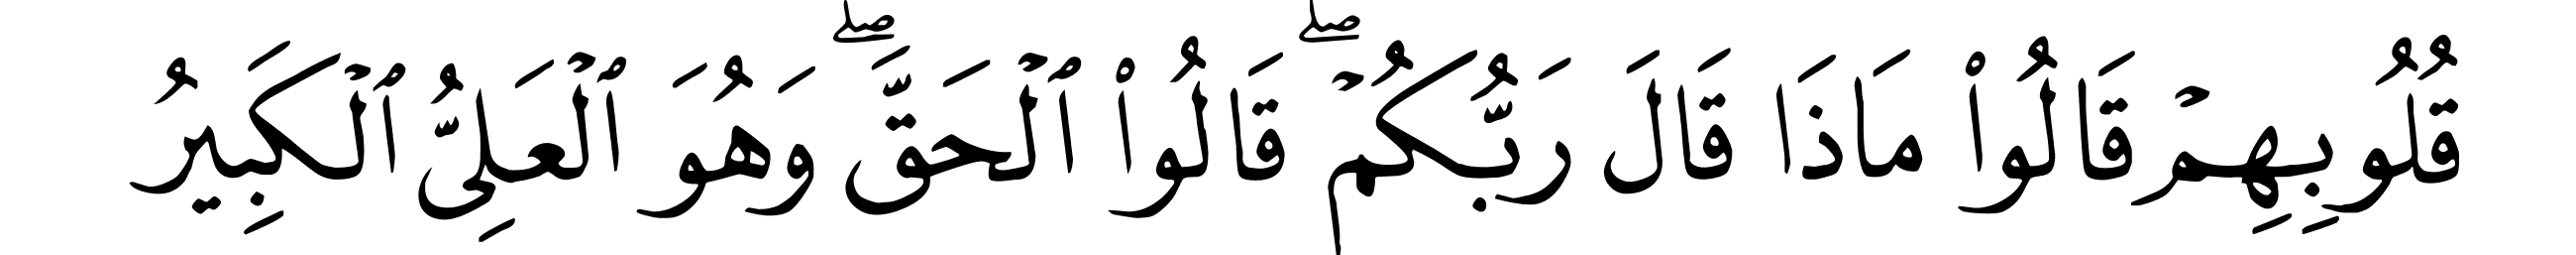 قُلُوبِهِمۡ قَالُواْ مَاذَا قَالَ رَبُّكُمۡۖ قَالُواْ ٱلۡحَقَّۖ وَهُوَ ٱلۡعَلِيُّ ٱلۡكَبِيرُ